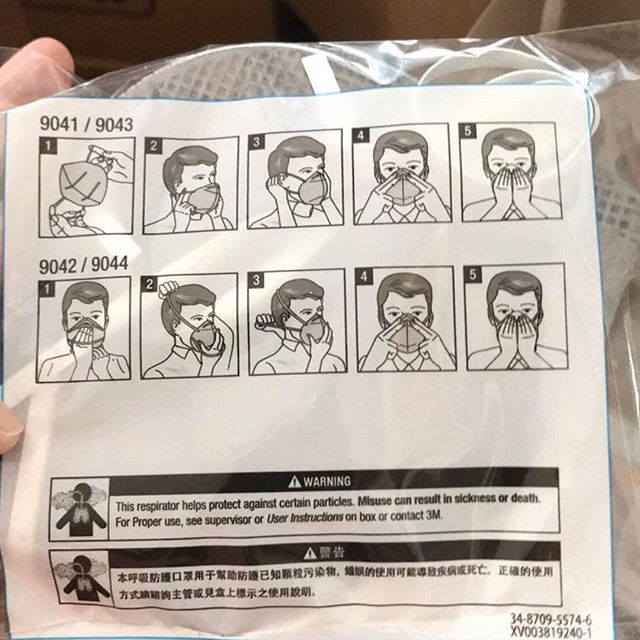 9041 / 9043
1 2 3 4 5
9042 / 9044
1 2 3 4 5
WARNING
This respirator helps protect against certain particles. Misuse can result in sickness or death.
For Proper use, see supervisor or User Instructions on box or contact 3M.
警告
本呼吸防護口罩用于幫助防護已知顆粒污染物，錯誤的使用可能導致疾病或死亡。正確的使用
方式請諮詢主管或見盒上標示之使用說明。
34-8709-5574-6
XV003819240-1